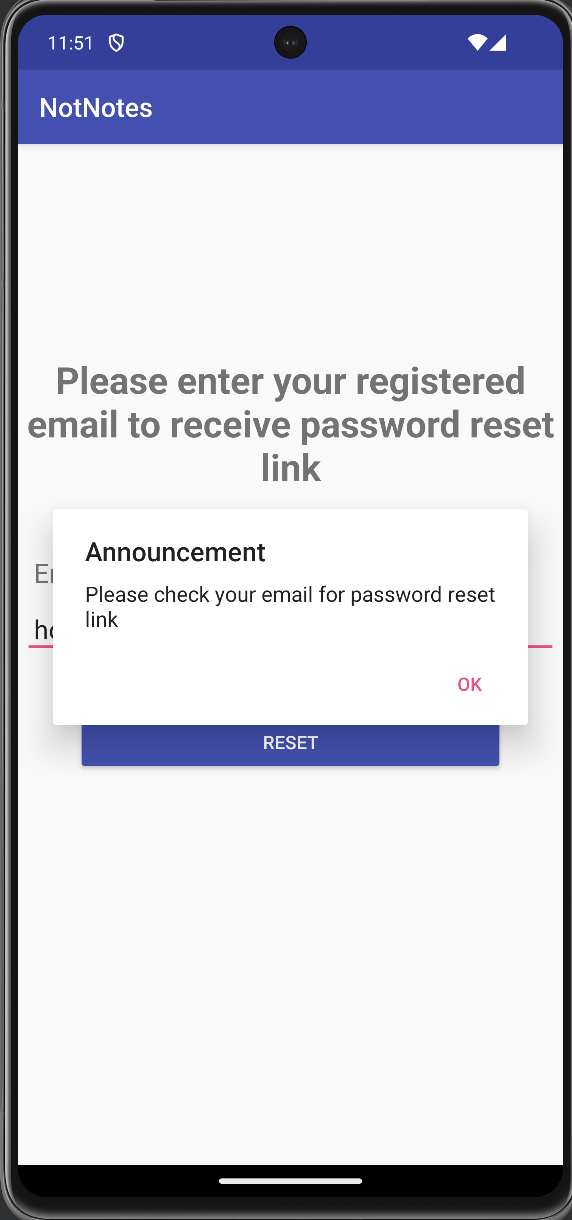 11:51
NotNotes
Please enter your registered
email to receive password reset
link
Announcement
Please check your email for password reset
link
OK
RESET